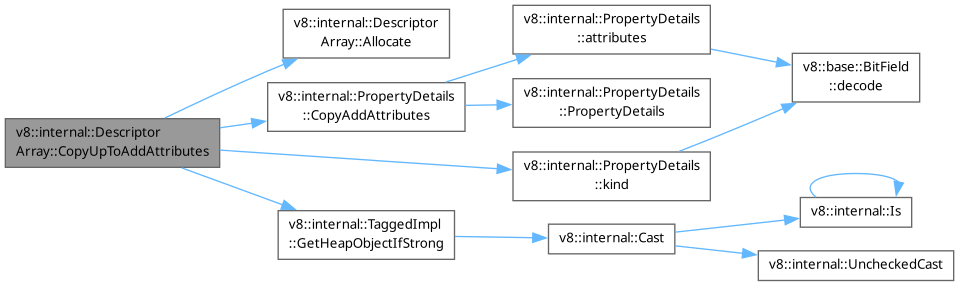 v8::internal::Descriptor
Array::CopyUpToAddAttributes
v8::internal::Descriptor
Array::Allocate
v8::internal::PropertyDetails
::CopyAddAttributes
v8::internal::PropertyDetails
::attributes
v8::internal::PropertyDetails
::PropertyDetails
v8::internal::PropertyDetails
::kind
v8::base::BitField
::decode
v8::internal::TaggedImpl
::GetHeapObjectIfStrong
v8::internal::Cast
v8::internal::Is
v8::internal::UncheckedCast